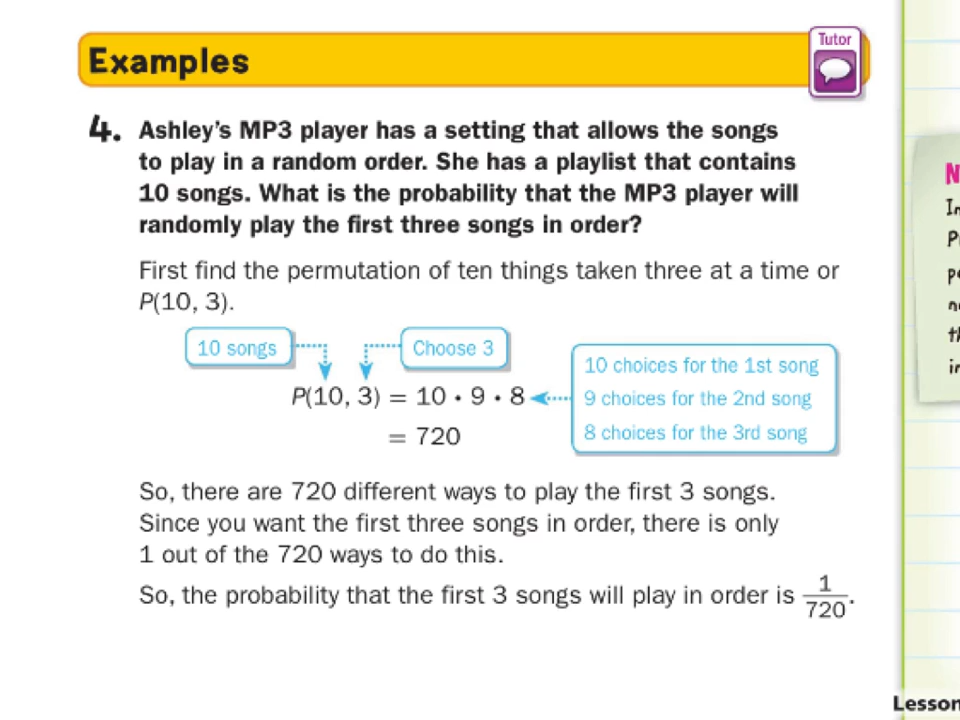 Examples
Tutor
4. Ashley's MP3 player has a setting that allows the songs
to play in a random order. She has a playlist that contains
10 songs. What is the probability that the MP3 player will
randomly play the first three songs in order?
First find the permutation of ten things taken three at a time or
P(10, 3).
10 songs
Choose 3
P(10, 3) = 10 • 9 • 8
= 720
10 choices for the 1st song
9 choices for the 2nd song
8 choices for the 3rd song
So, there are 720 different ways to play the first 3 songs.
Since you want the first three songs in order, there is only
1 out of the 720 ways to do this.
So, the probability that the first 3 songs will play in order is 1/720.
Lesson